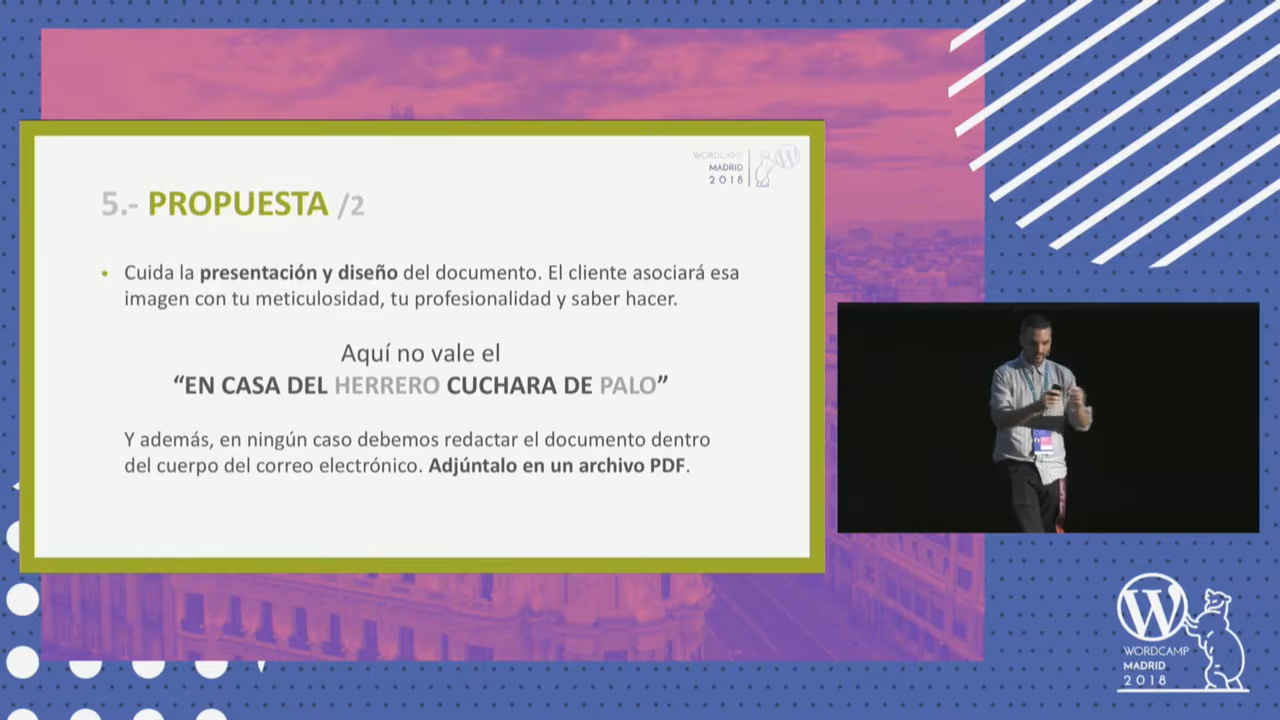 WORDCAMP
MADRID
2018
5.- PROPUESTA /2
• Cuida la presentación y diseño del documento. El cliente asociará esa
imagen con tu meticulosidad, tu profesionalidad y saber hacer.
Aquí no vale el
“EN CASA DEL HERRERO CUCHARA DE PALO”
Y además, en ningún caso debemos redactar el documento dentro
del cuerpo del correo electrónico. Adjúntalo en un archivo PDF.
WORDCAMP
MADRID
2018